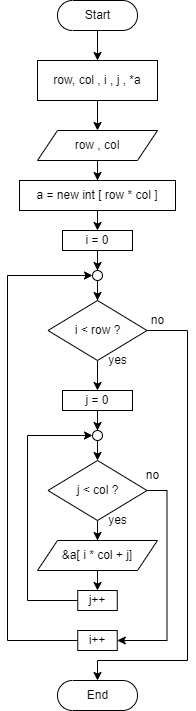 Start
row, col , i , j , *a
row , col
a = new int [ row * col ]
i = 0
i < row ?
no
yes
j = 0
j < col ?
no
yes
&a[ i * col + j]
j++
i++
End